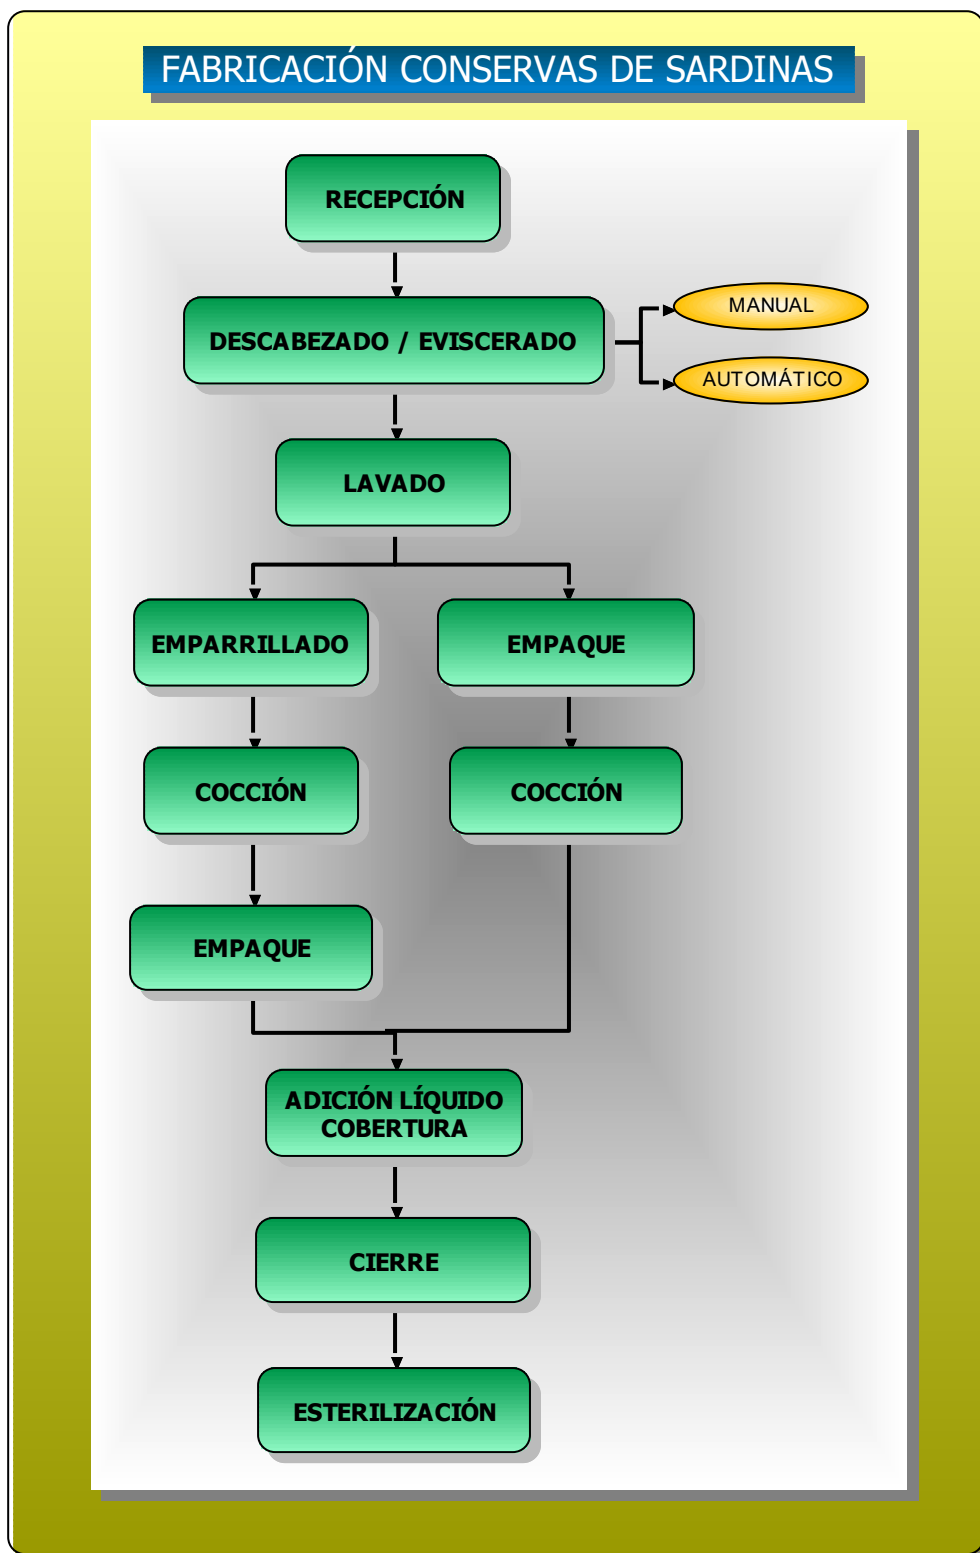 FABRICACIÓN CONSERVAS DE SARDINAS
RECEPCIÓN
DESCABEZADO / EVISCERADO
MANUAL
AUTOMÁTICO
LAVADO
EMPARRILLADO
EMPAQUE
COCCIÓN
COCCIÓN
EMPAQUE
ADICIÓN LÍQUIDO
COBERTURA
CIERRE
ESTERILIZACIÓN